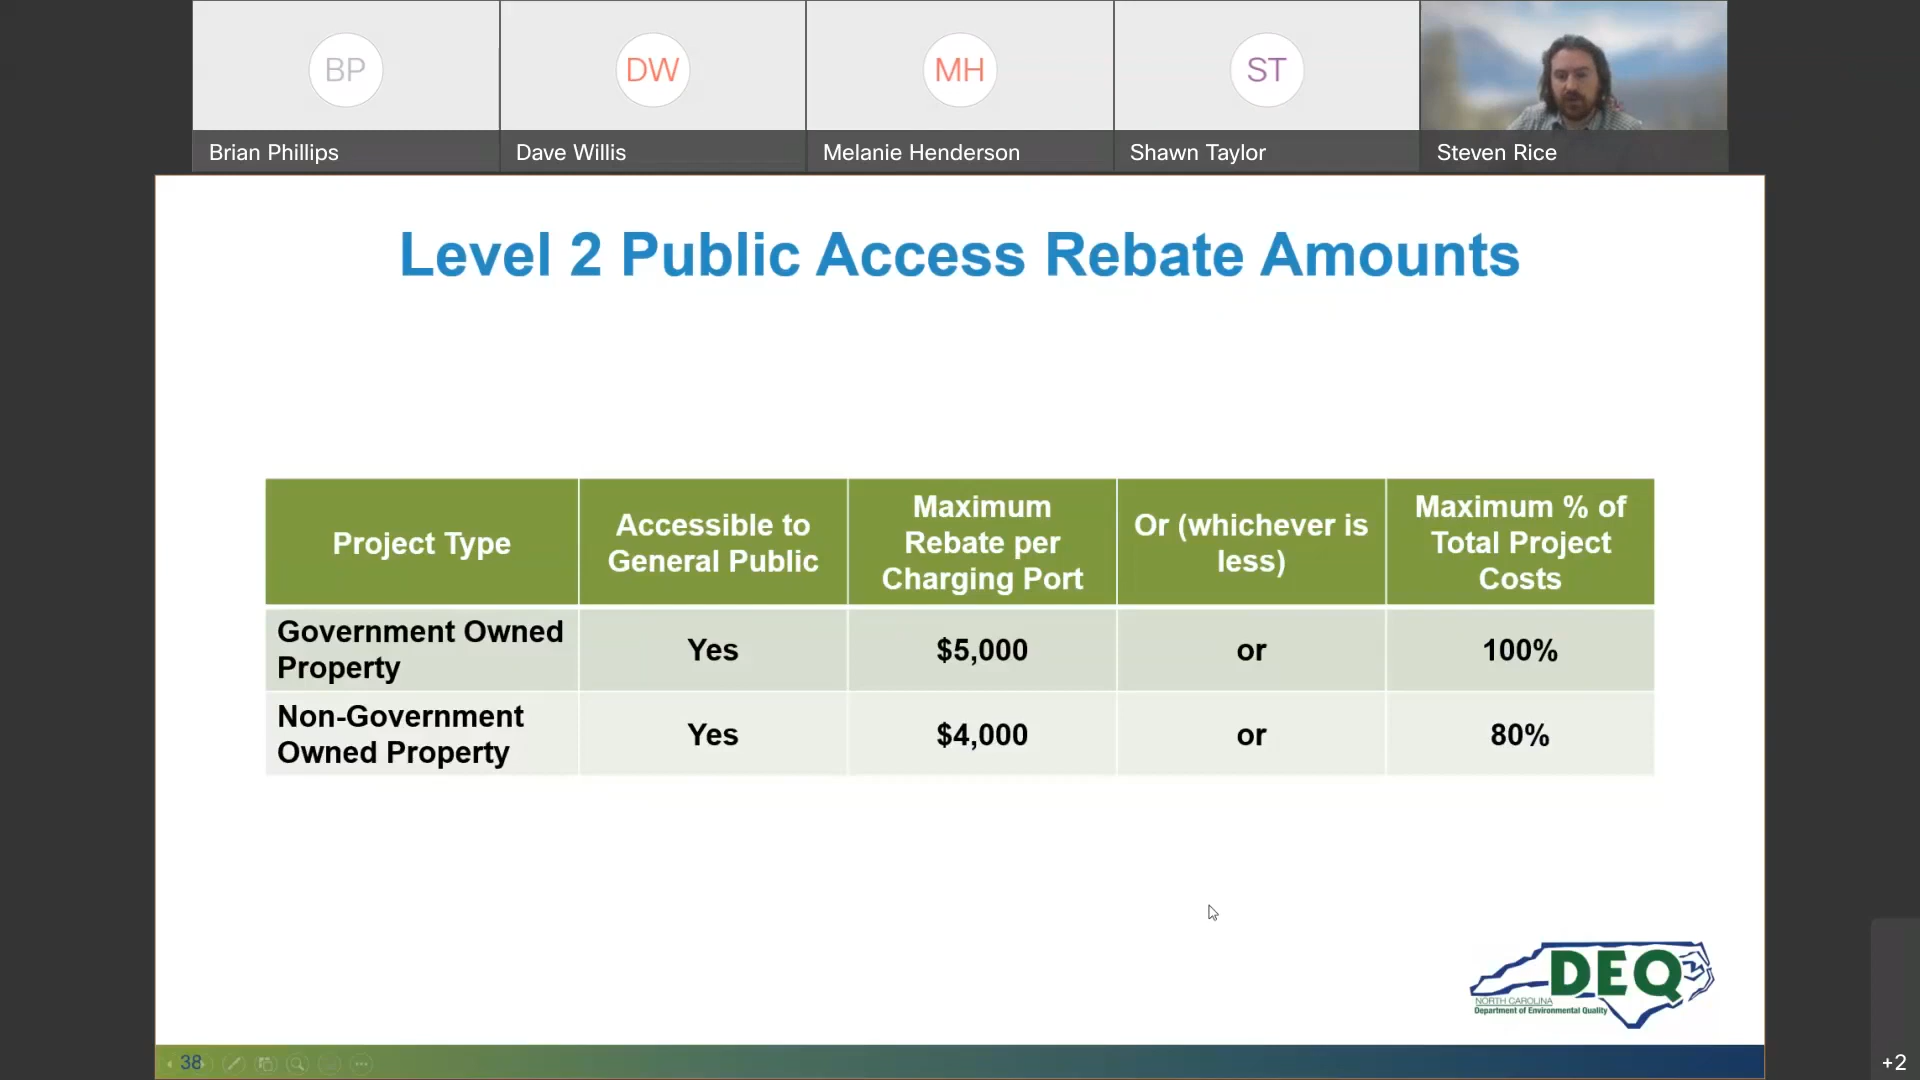 BP
DW
MH
ST
Brian Phillips
Dave Willis
Melanie Henderson
Shawn Taylor
Steven Rice
Level 2 Public Access Rebate Amounts
Project Type
Accessible to
General Public
Maximum
Rebate per
Charging Port
Or (whichever is
less)
Maximum % of
Total Project
Costs
Government Owned
Property
Yes
$5,000
or
100%
Non-Government
Owned Property
Yes
$4,000
or
80%
DEQ
NORTH CAROLINA
Department of Environmental Quality
38
+2